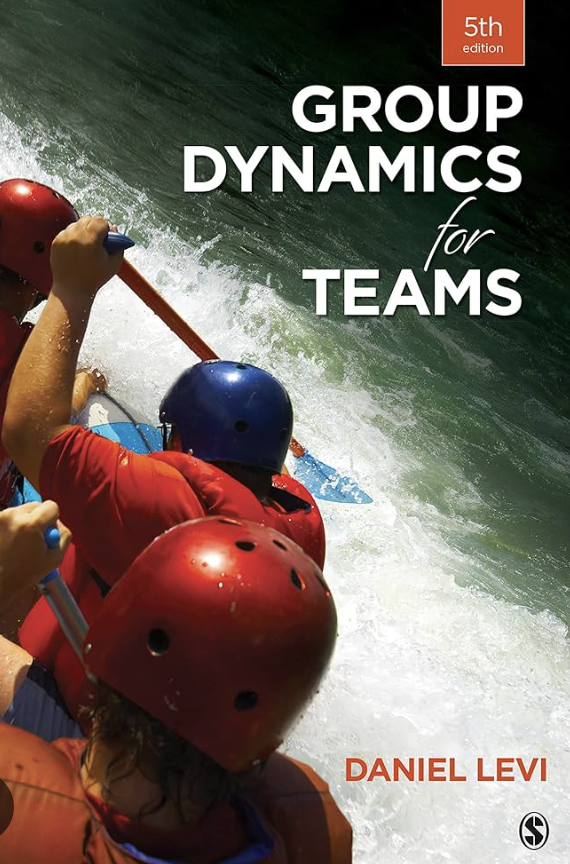 5th
edition
GROUP
DYNAMICS
for
TEAMS
DANIEL LEVI
S